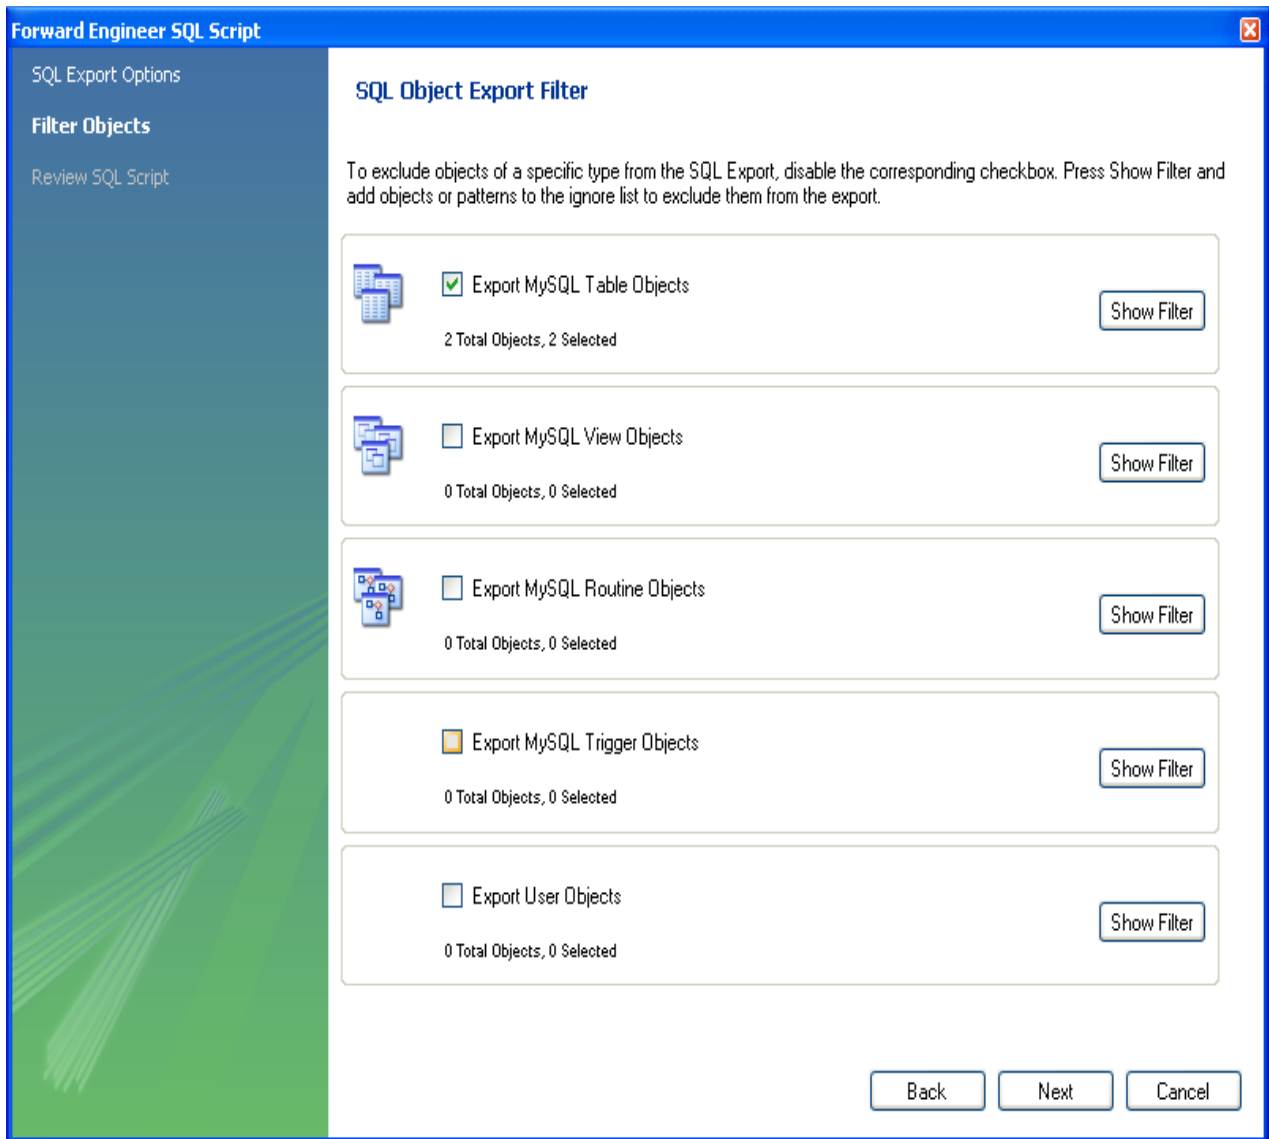 Forward Engineer SQL Script
SQL Export Options
Filter Objects
Review SQL Script
SQL Object Export Filter
To exclude objects of a specific type from the SQL Export, disable the corresponding checkbox. Press Show Filter and
add objects or patterns to the ignore list to exclude them from the export.
Export MySQL Table Objects
Show Filter
2 Total Objects, 2 Selected
Export MySQL View Objects
Show Filter
0 Total Objects, 0 Selected
Export MySQL Routine Objects
Show Filter
0 Total Objects, 0 Selected
Export MySQL Trigger Objects
Show Filter
0 Total Objects, 0 Selected
Export User Objects
Show Filter
0 Total Objects, 0 Selected
Back Next Cancel